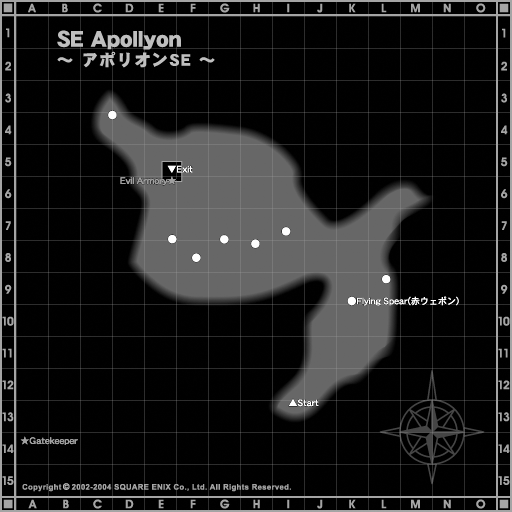 A B C D E F G H I J K L M N O
1 1
SE Apollyon
2 2
～ アポリオンSE ～
3 3
4 4
5 5
▼Exit
Evil Armory★
6 6
7 7
8 8
9 9
Flying Spear(赤ウェポン)
10 10
11 11
12 12
▲Start
13 13
★Gatekeeper
14 14
15 15
Copyright © 2002-2004 SQUARE ENIX Co., Ltd. All Rights Reserved.
A B C D E F G H I J K L M N O